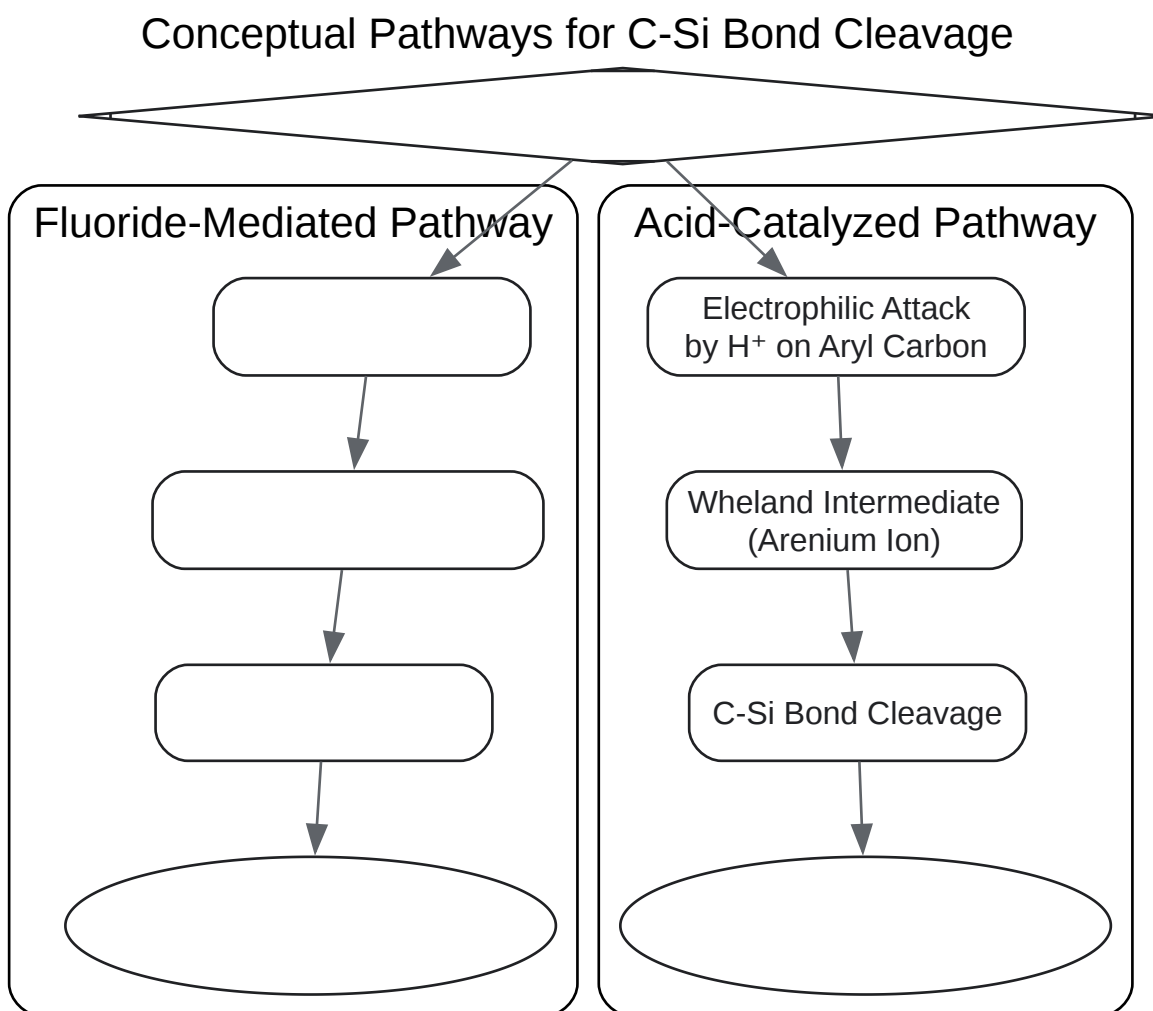 Conceptual Pathways for C-Si Bond Cleavage
Fluoride-Mediated Pathway
Acid-Catalyzed Pathway
Electrophilic Attack
by H⁺ on Aryl Carbon
Wheland Intermediate
(Arenium Ion)
C-Si Bond Cleavage